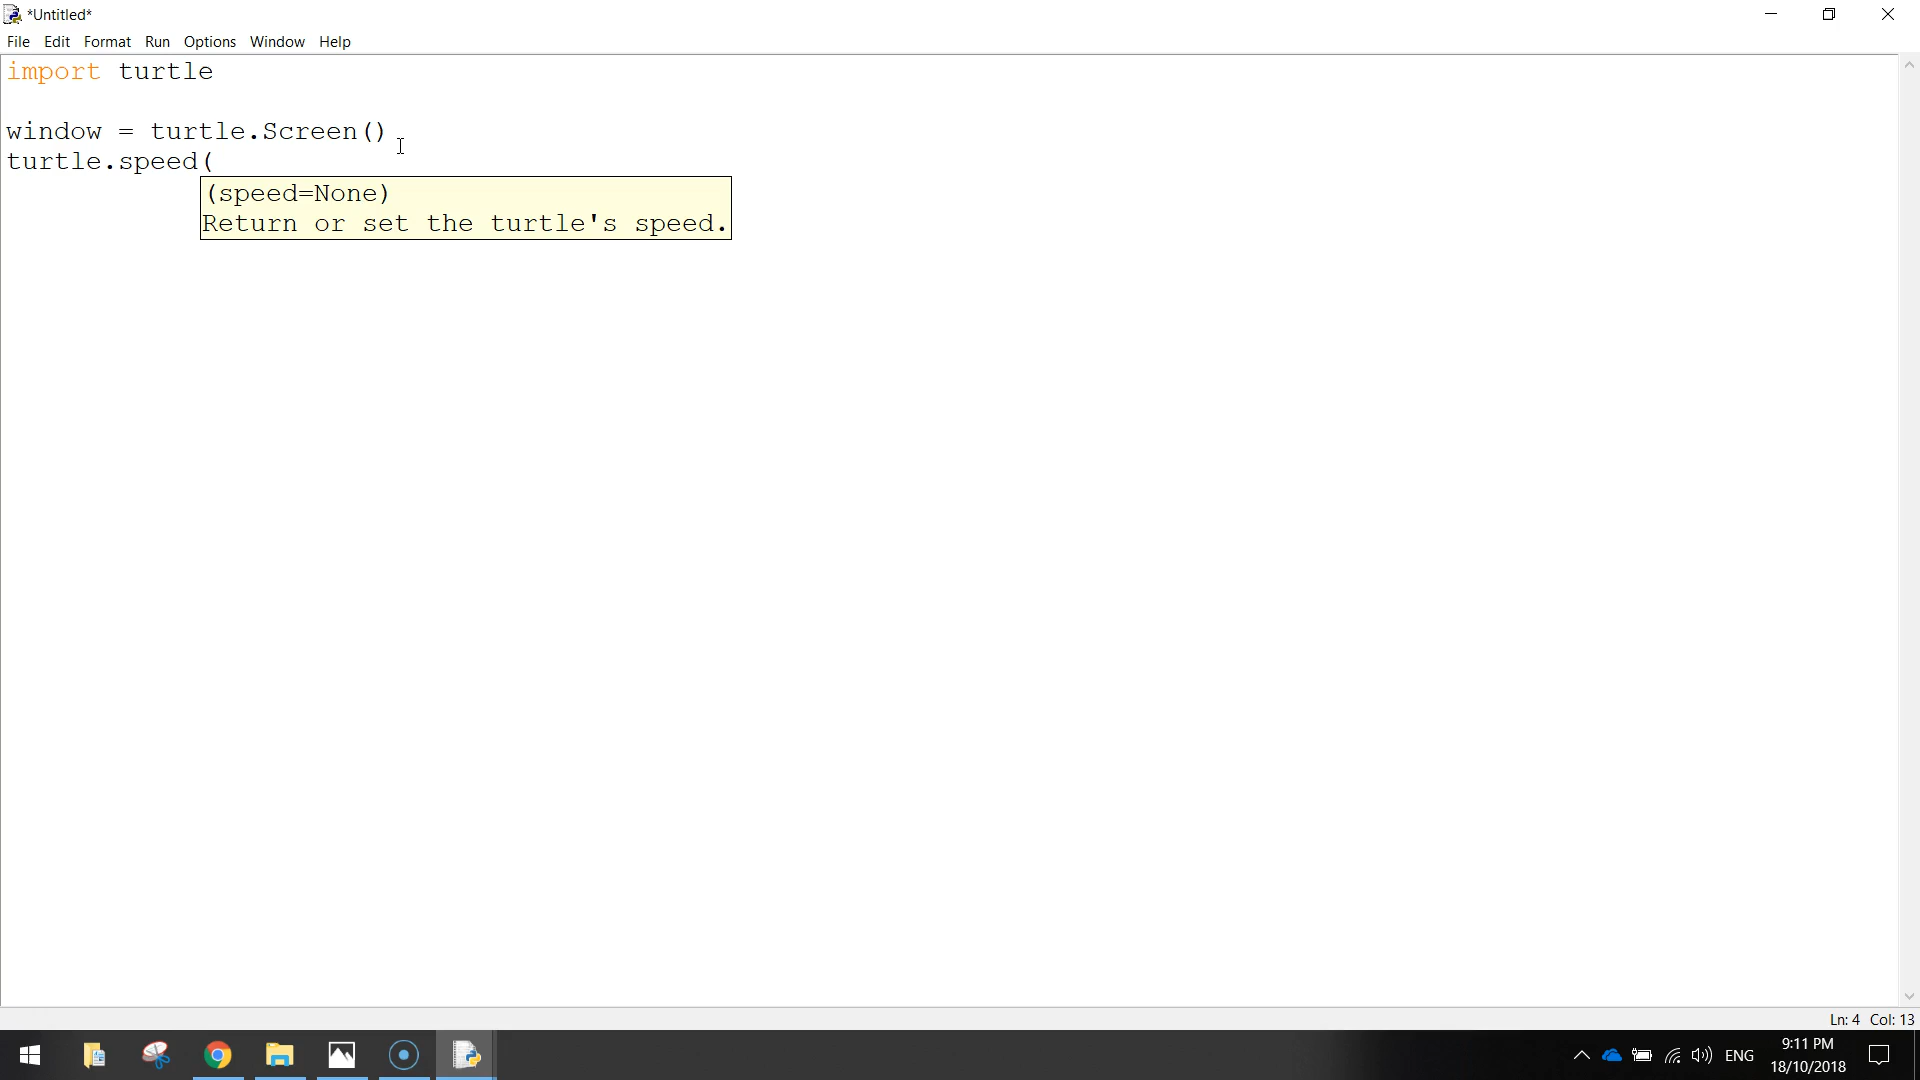 *Untitled*
File Edit Format Run Options Window Help
import turtle
window = turtle.Screen()
turtle.speed(
(speed=None)
Return or set the turtle's speed.
Ln: 4 Col: 13
ENG
9:11 PM
18/10/2018